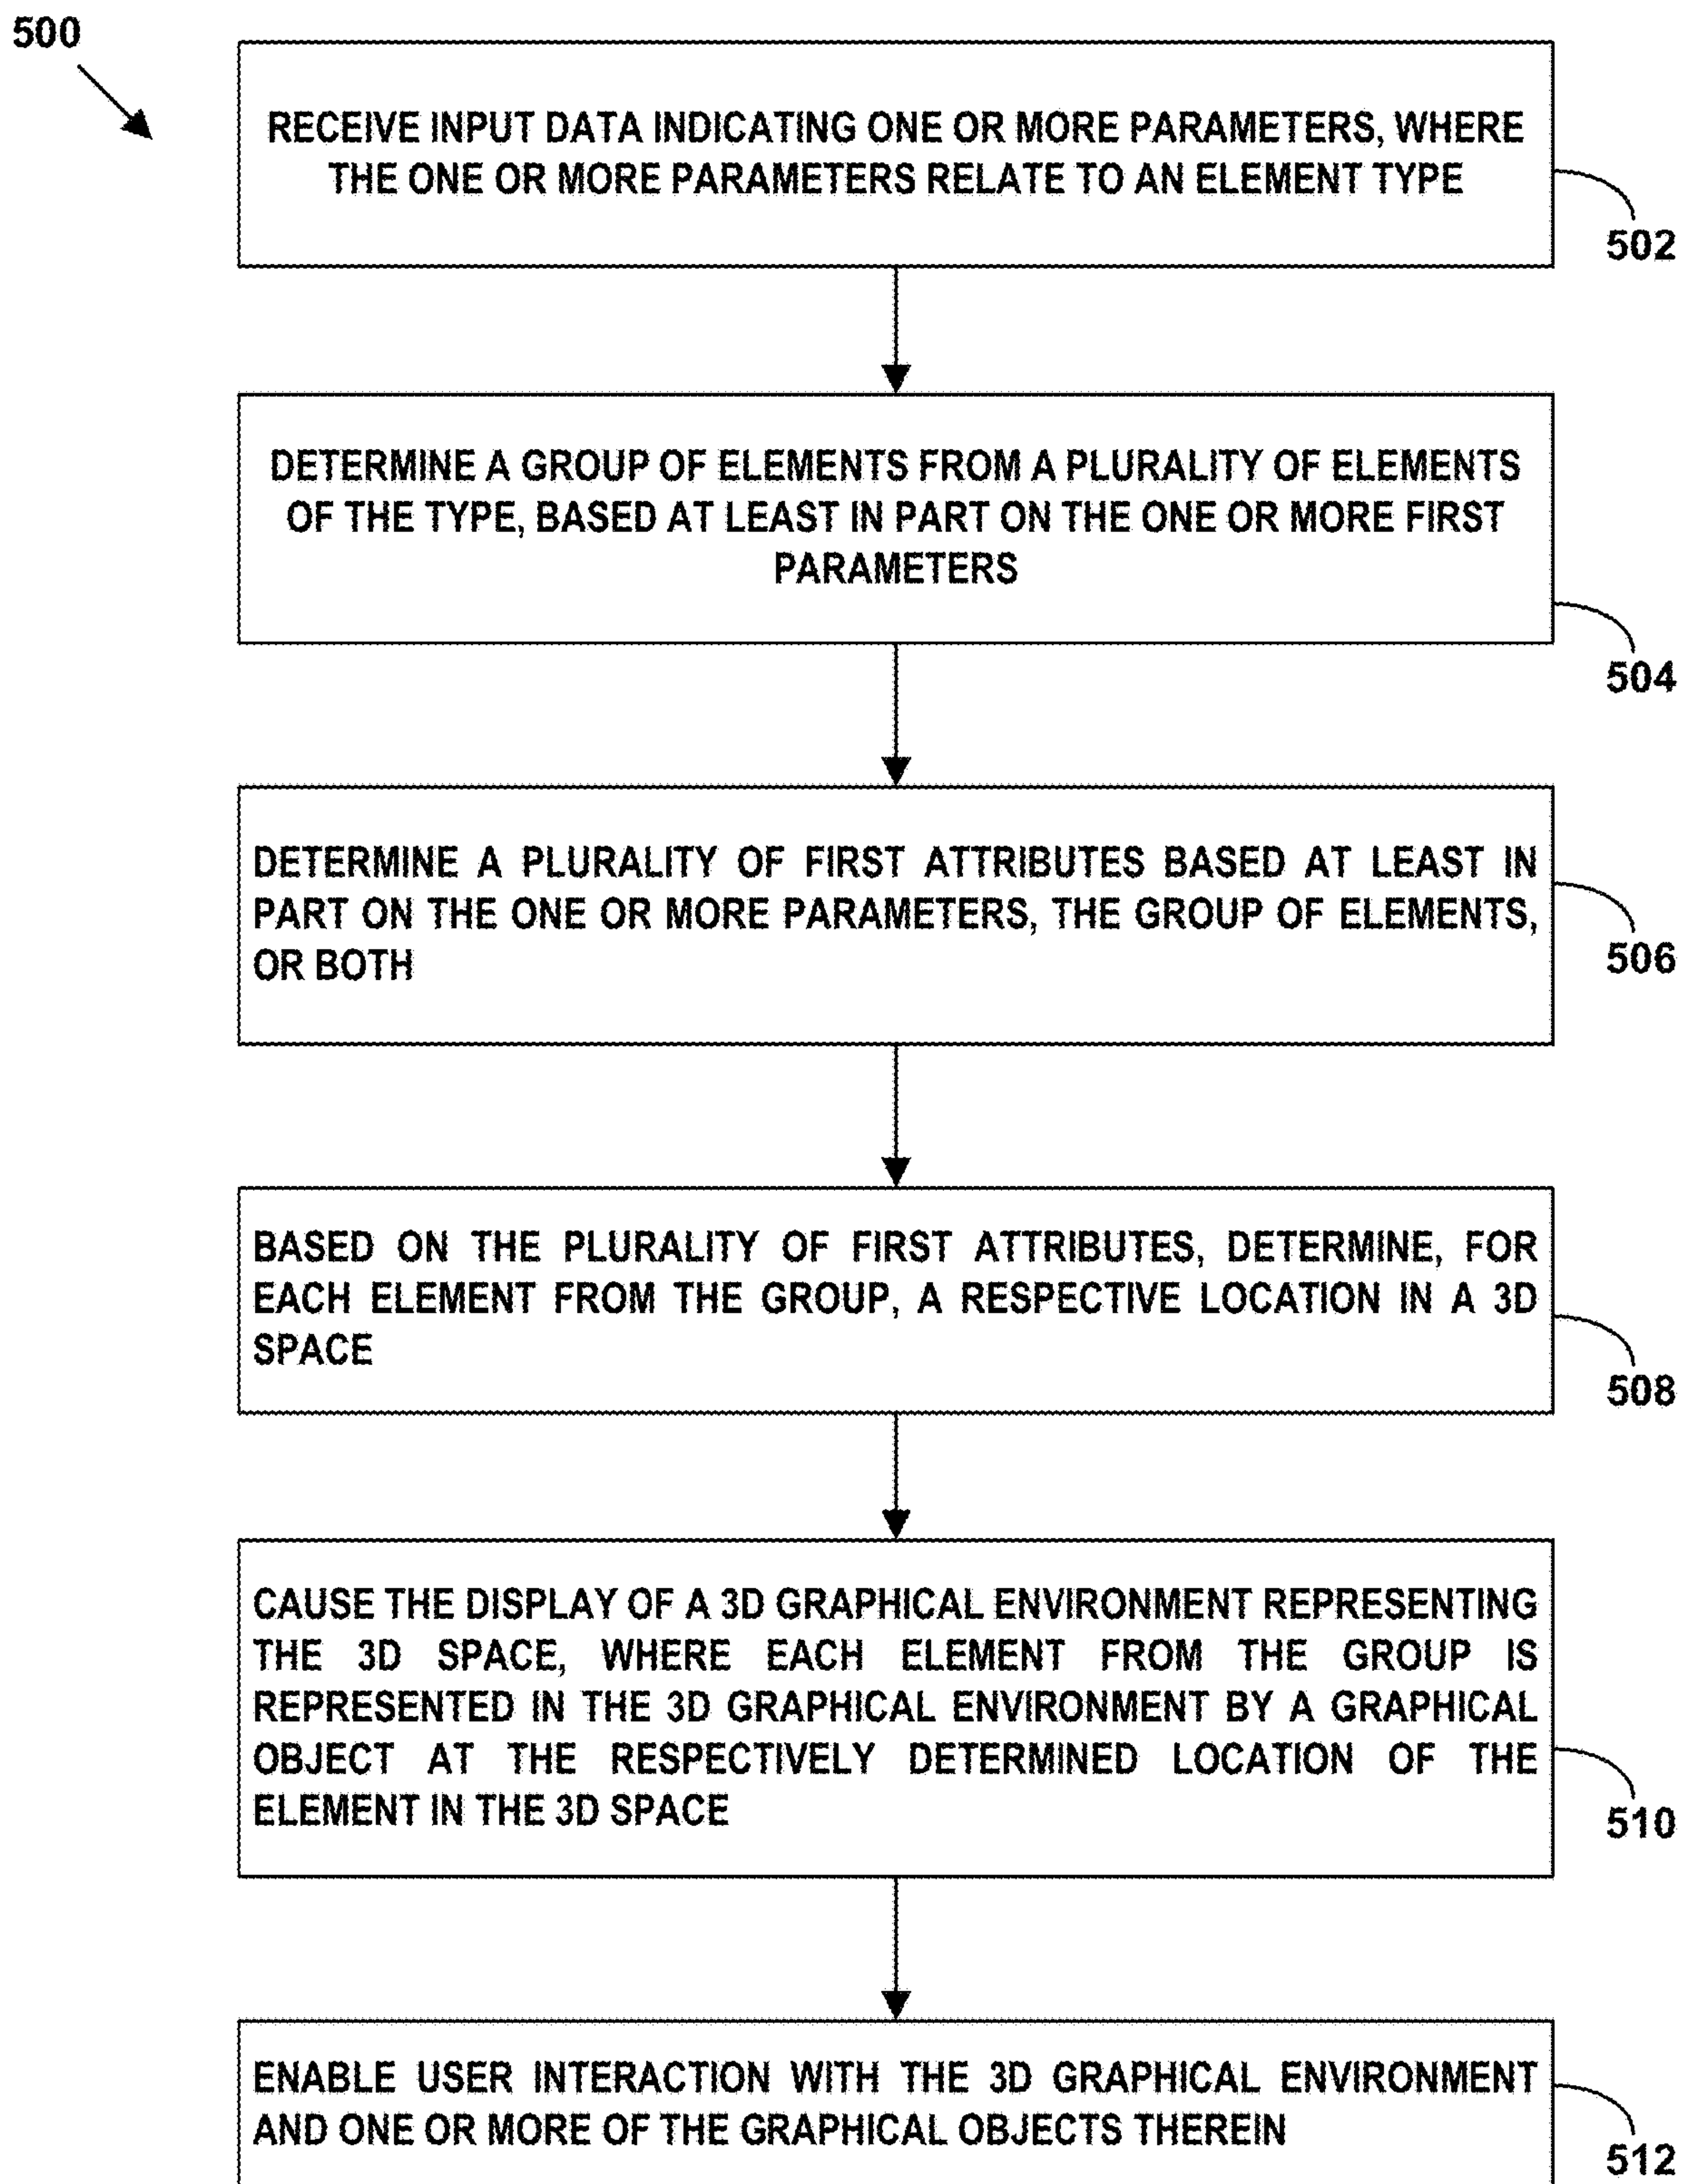 500
RECEIVE INPUT DATA INDICATING ONE OR MORE PARAMETERS, WHERE
THE ONE OR MORE PARAMETERS RELATE TO AN ELEMENT TYPE
502
DETERMINE A GROUP OF ELEMENTS FROM A PLURALITY OF ELEMENTS
OF THE TYPE, BASED AT LEAST IN PART ON THE ONE OR MORE FIRST
PARAMETERS
504
DETERMINE A PLURALITY OF FIRST ATTRIBUTES BASED AT LEAST IN
PART ON THE ONE OR MORE PARAMETERS, THE GROUP OF ELEMENTS,
OR BOTH
506
BASED ON THE PLURALITY OF FIRST ATTRIBUTES, DETERMINE, FOR
EACH ELEMENT FROM THE GROUP, A RESPECTIVE LOCATION IN A 3D
SPACE
508
CAUSE THE DISPLAY OF A 3D GRAPHICAL ENVIRONMENT REPRESENTING
THE 3D SPACE, WHERE EACH ELEMENT FROM THE GROUP IS
REPRESENTED IN THE 3D GRAPHICAL ENVIRONMENT BY A GRAPHICAL
OBJECT AT THE RESPECTIVELY DETERMINED LOCATION OF THE
ELEMENT IN THE 3D SPACE
510
ENABLE USER INTERACTION WITH THE 3D GRAPHICAL ENVIRONMENT
AND ONE OR MORE OF THE GRAPHICAL OBJECTS THEREIN
512